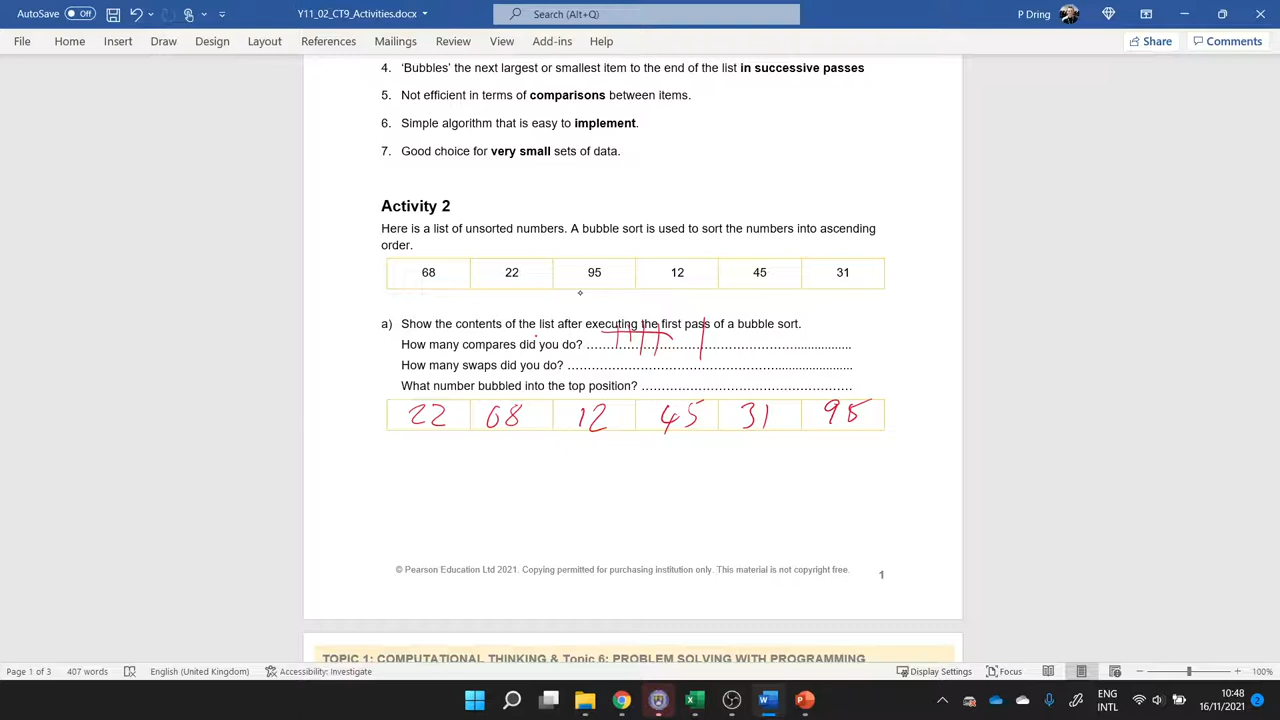 AutoSave Off Y11_02_CT9_Activities.docx Search (Alt+Q) P Dring
File Home Insert Draw Design Layout References Mailings Review View Add-ins Help Share Comments
4. ‘Bubbles’ the next largest or smallest item to the end of the list in successive passes
5. Not efficient in terms of comparisons between items.
6. Simple algorithm that is easy to implement.
7. Good choice for very small sets of data.
Activity 2
Here is a list of unsorted numbers. A bubble sort is used to sort the numbers into ascending
order.
68 22 95 12 45 31
a) Show the contents of the list after executing the first pass of a bubble sort.
How many compares did you do? ……………………………………………...............
How many swaps did you do? ……………………………………………......................
What number bubbled into the top position? ……………………………………………
22 68 12 45 31 95
© Pearson Education Ltd 2021. Copying permitted for purchasing institution only. This material is not copyright free.
1
TOPIC 1: COMPUTATIONAL THINKING & Topic 6: PROBLEM SOLVING WITH PROGRAMMING
Page 1 of 3 407 words English (United Kingdom) Accessibility: Investigate Display Settings Focus 100%
ENG
INTL
10:48
16/11/2021
2